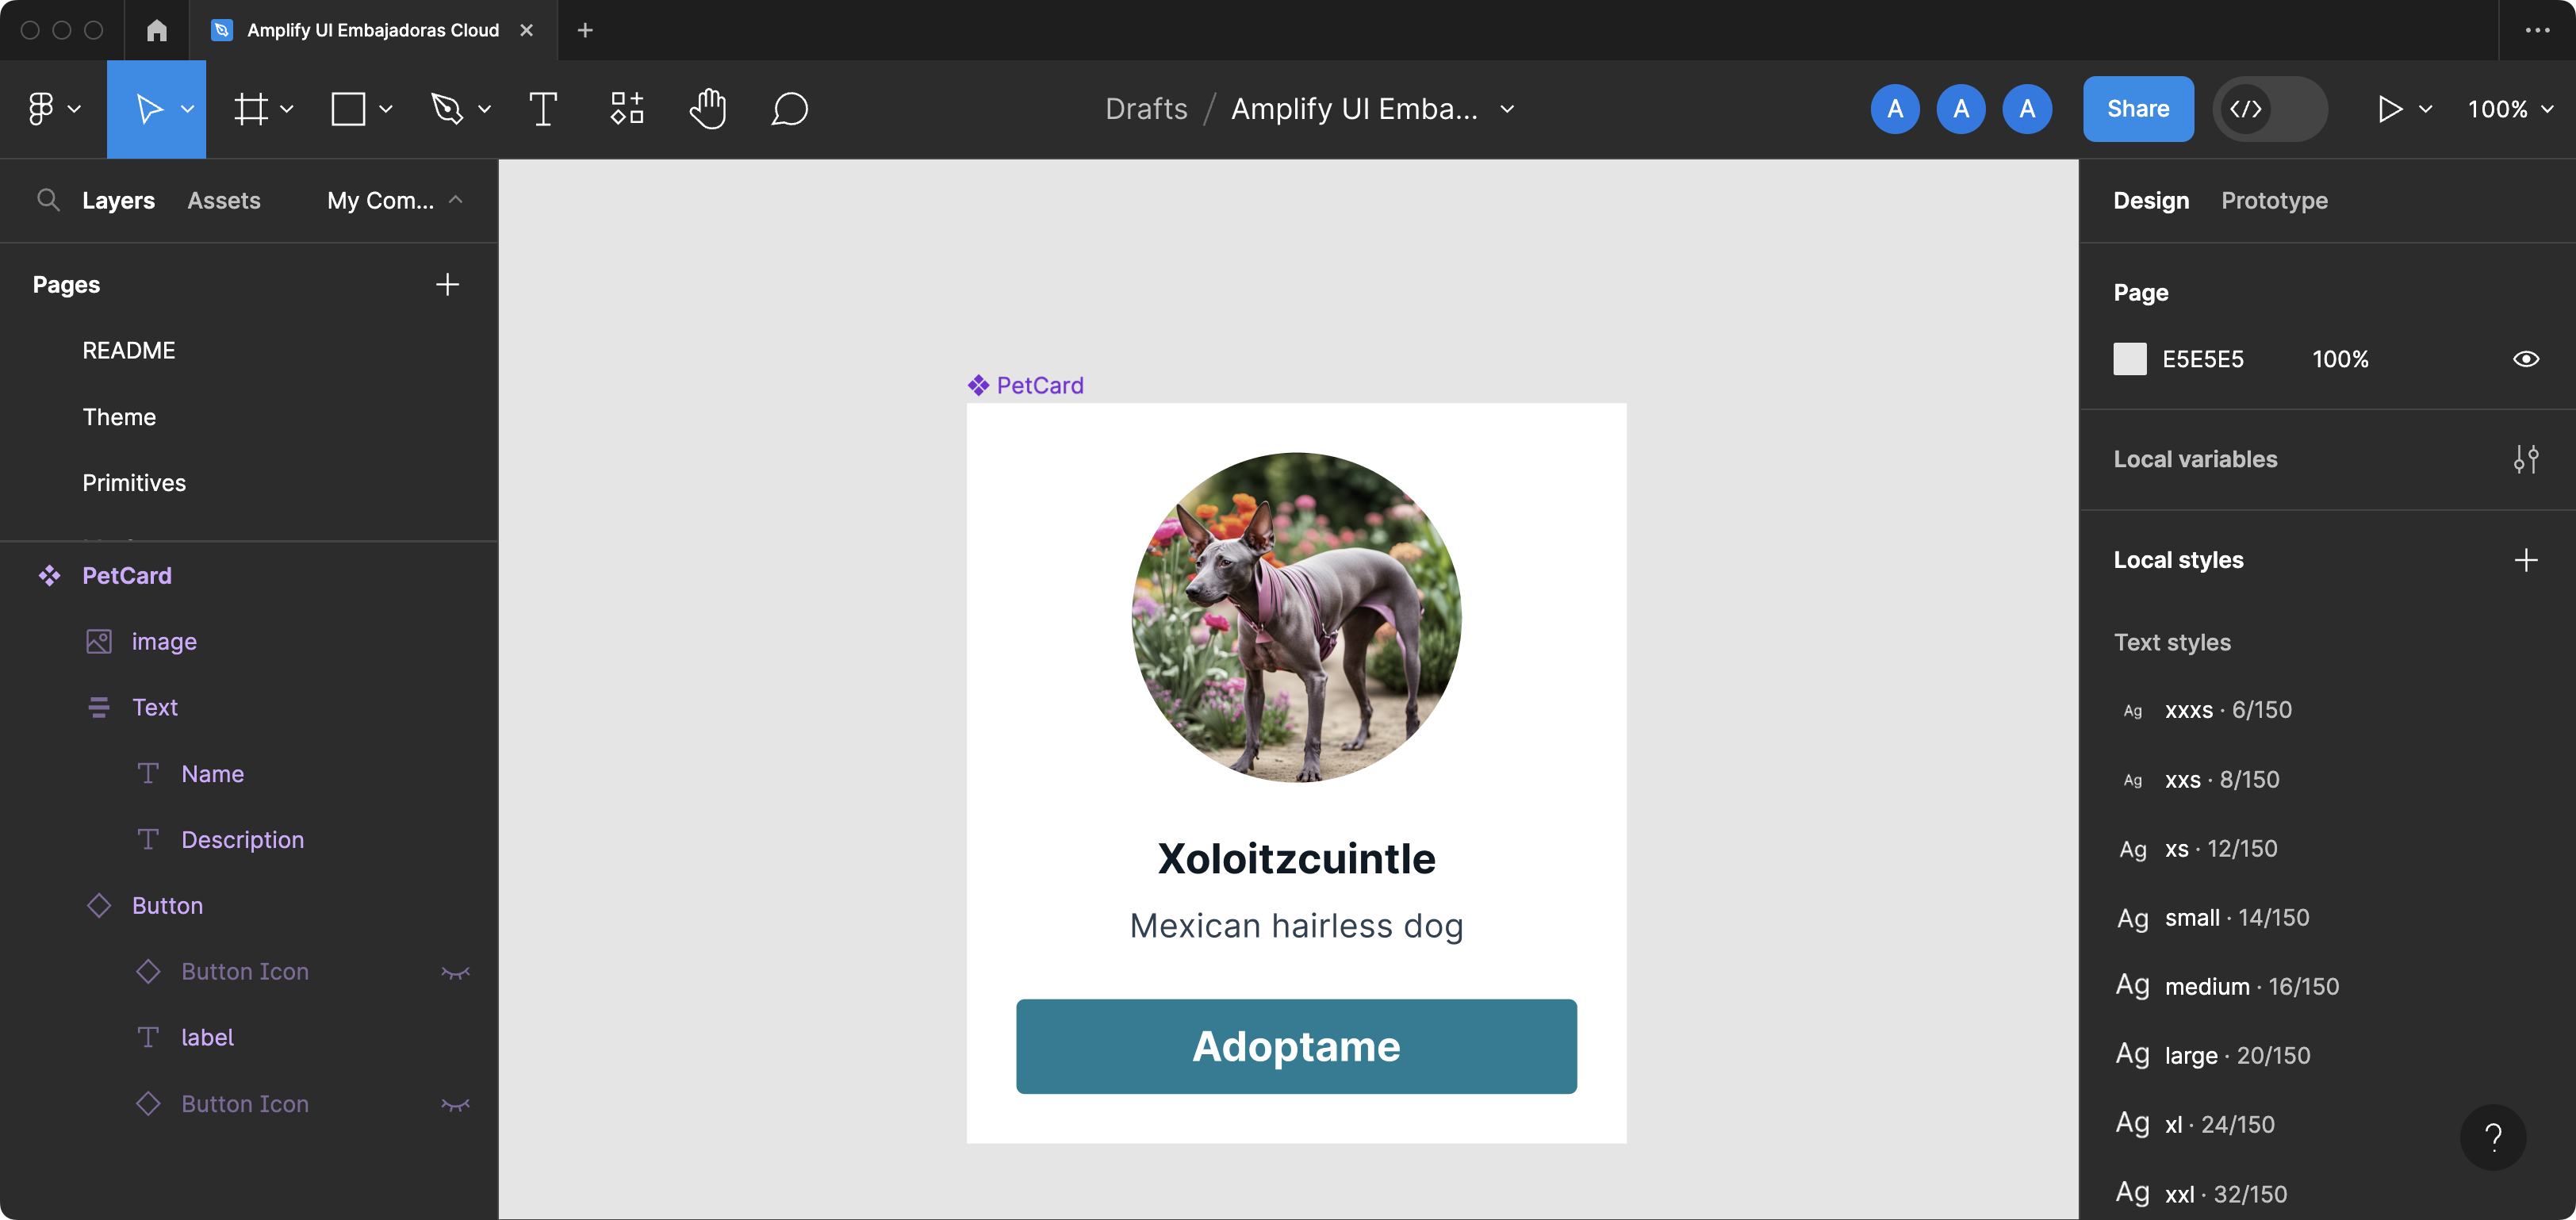 Amplify UI Embajadoras Cloud
Drafts / Amplify UI Emba...
A A A
Share
100%
Layers Assets My Com...
Pages
README
Theme
Primitives
PetCard
image
Text
Name
Description
Button
Button Icon
label
Button Icon
PetCard
Xoloitzcuintle
Mexican hairless dog
Adoptame
Design Prototype
Page
E5E5E5 100%
Local variables
Local styles
Text styles
Ag xxxs · 6/150
Ag xxs · 8/150
Ag xs · 12/150
Ag small · 14/150
Ag medium · 16/150
Ag large · 20/150
Ag xl · 24/150
Ag xxl · 32/150
?